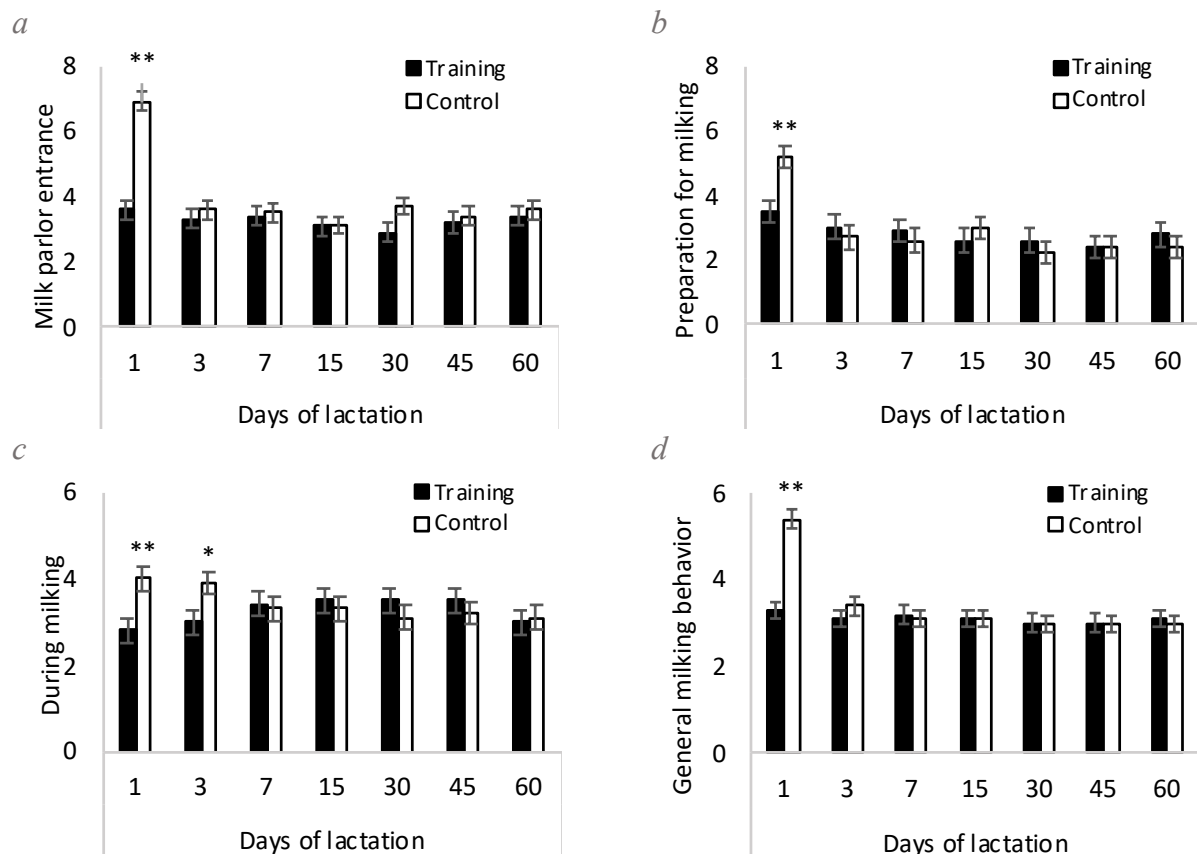 a
**
8
6
4
2
0
Milk parlor entrance
Training
Control
1 3 7 15 30 45 60
Days of lactation
b
**
8
6
4
2
0
Preparation for milking
Training
Control
1 3 7 15 30 45 60
Days of lactation
c
** *
6
4
2
0
During milking
Training
Control
1 3 7 15 30 45 60
Days of lactation
d
**
6
4
2
0
General milking behavior
Training
Control
1 3 7 15 30 45 60
Days of lactation